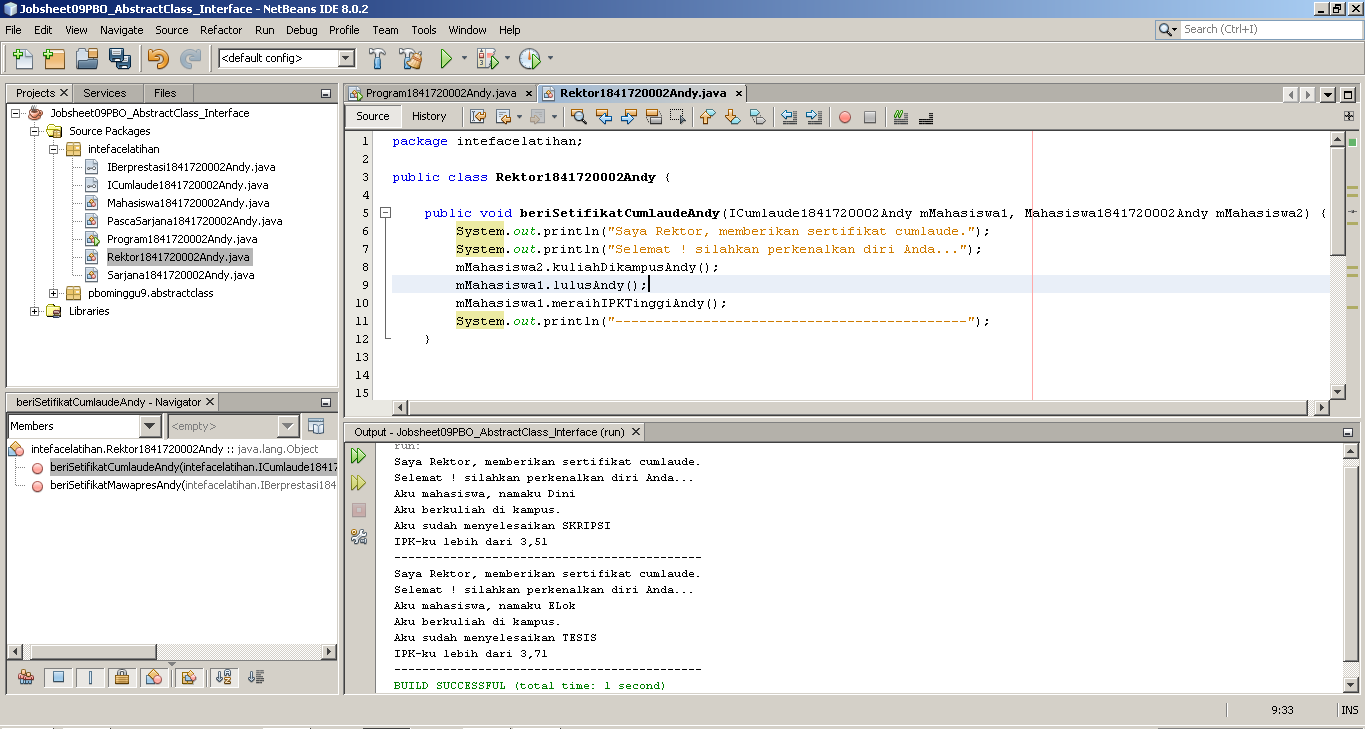 Jobsheet09PBO_AbstractClass_Interface - NetBeans IDE 8.0.2
File Edit View Navigate Source Refactor Run Debug Profile Team Tools Window Help
Search (Ctrl+I)
<default config>
Projects Services Files
Jobsheet09PBO_AbstractClass_Interface
Source Packages
intefacelatihan
IBerprestasi1841720002Andy.java
ICumlaude1841720002Andy.java
Mahasiswa1841720002Andy.java
PascaSarjana1841720002Andy.java
Program1841720002Andy.java
Rektor1841720002Andy.java
Sarjana1841720002Andy.java
pbominggu9.abstractclass
Libraries
beriSetifikatCumlaudeAndy - Navigator
Members <empty>
intefacelatihan.Rektor1841720002Andy :: java.lang.Object
beriSetifikatCumlaudeAndy(intefacelatihan.ICumlaude18417
beriSetifikatMawapresAndy(intefacelatihan.IBerprestasi184
Program1841720002Andy.java Rektor1841720002Andy.java
Source History
1 package intefacelatihan;
2
3 public class Rektor1841720002Andy {
4
5 public void beriSetifikatCumlaudeAndy(ICumlaude1841720002Andy mMahasiswa1, Mahasiswa1841720002Andy mMahasiswa2) {
6 System.out.println("Saya Rektor, memberikan sertifikat cumlaude.");
7 System.out.println("Selemat ! silahkan perkenalkan diri Anda...");
8 mMahasiswa2.kuliahDikampusAndy();
9 mMahasiswa1.lulusAndy();
10 mMahasiswa1.meraihIPKTinggiAndy();
11 System.out.println("--------------------------------------------");
12 }
13
14
15
Output - Jobsheet09PBO_AbstractClass_Interface (run)
run:
Saya Rektor, memberikan sertifikat cumlaude.
Selemat ! silahkan perkenalkan diri Anda...
Aku mahasiswa, namaku Dini
Aku berkuliah di kampus.
Aku sudah menyelesaikan SKRIPSI
IPK-ku lebih dari 3,51
--------------------------------------------
Saya Rektor, memberikan sertifikat cumlaude.
Selemat ! silahkan perkenalkan diri Anda...
Aku mahasiswa, namaku ELok
Aku berkuliah di kampus.
Aku sudah menyelesaikan TESIS
IPK-ku lebih dari 3,71
--------------------------------------------
BUILD SUCCESSFUL (total time: 1 second)
9:33 INS